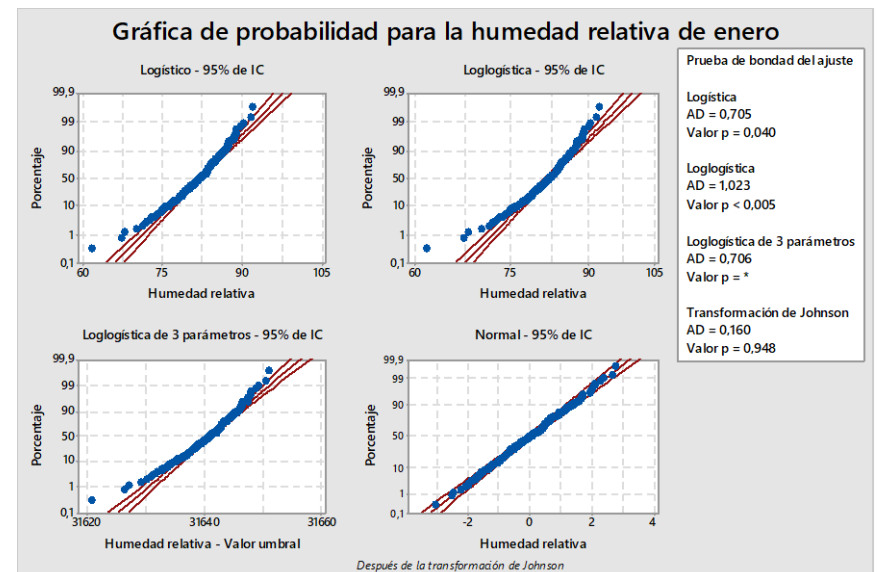 Gráfica de probabilidad para la humedad relativa de enero
Logístico - 95% de IC
99,9
99
90
50
10
1
0,1
Porcentaje
60
75
90
105
Humedad relativa
Loglogística - 95% de IC
99,9
99
90
50
10
1
0,1
Porcentaje
60
75
90
105
Humedad relativa
Loglogística de 3 parámetros - 95% de IC
99,9
99
90
50
10
1
0,1
Porcentaje
31620
31640
31660
Humedad relativa - Valor umbral
Normal - 95% de IC
99,9
99
90
50
10
1
0,1
Porcentaje
-2
0
2
4
Humedad relativa
Después de la transformación de Johnson
Prueba de bondad del ajuste
Logística
AD = 0,705
Valor p = 0,040
Loglogística
AD = 1,023
Valor p < 0,005
Loglogística de 3 parámetros
AD = 0,706
Valor p = *
Transformación de Johnson
AD = 0,160
Valor p = 0,948